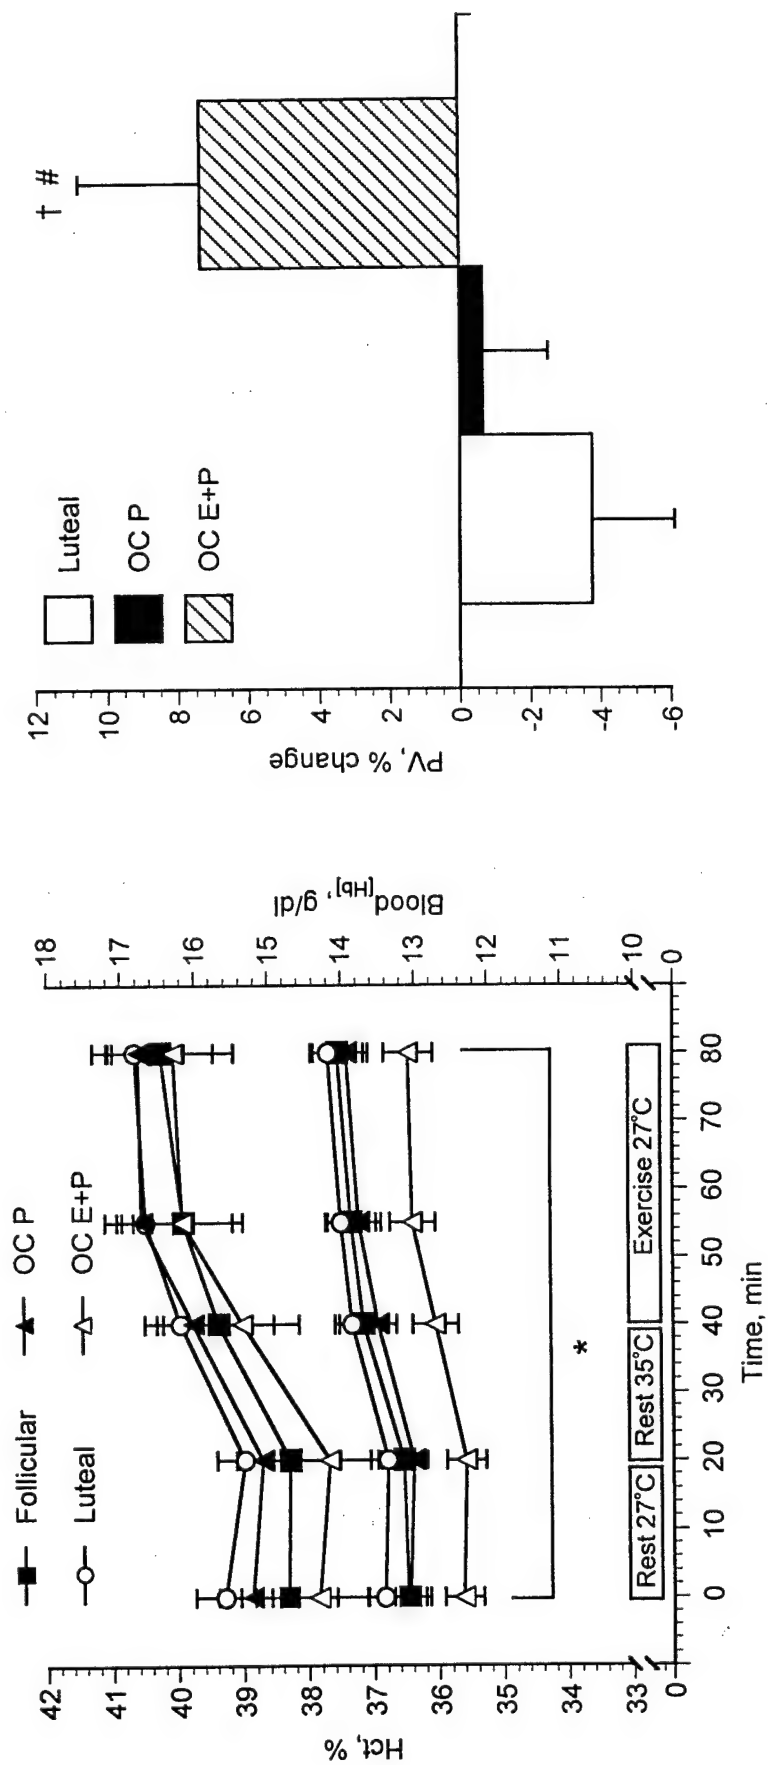 Follicular
Luteal
OC P
OC E+P
Hct, %
42
41
40
39
38
37
36
35
34
33
0
Blood[Hb], g/dl
18
17
16
15
14
13
12
11
10
0
*
Rest 27°C
Rest 35°C
Exercise 27°C
0 10 20 30 40 50 60 70 80
Time, min
PV, % change
12
10
8
6
4
2
0
-2
-4
-6
Luteal
OC P
OC E+P
† #